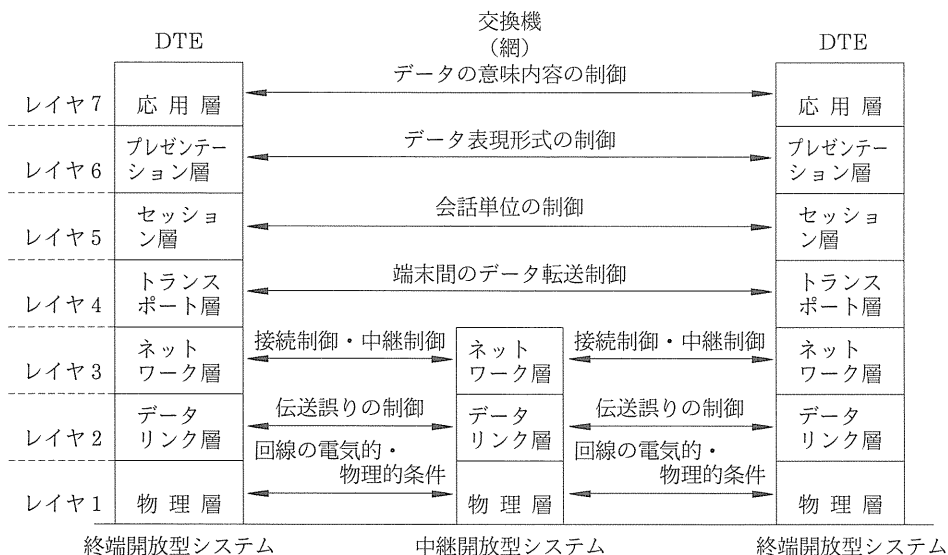 DTE
交換機
(網)
DTE
レイヤ7
応用層
データの意味内容の制御
応用層
レイヤ6
プレゼンテー
ション層
データ表現形式の制御
プレゼンテー
ション層
レイヤ5
セッショ
ン層
会話単位の制御
セッショ
ン層
レイヤ4
トランス
ポート層
端末間のデータ転送制御
トランス
ポート層
レイヤ3
ネット
ワーク層
接続制御・中継制御
ネット
ワーク層
接続制御・中継制御
ネット
ワーク層
レイヤ2
データ
リンク層
伝送誤りの制御
データ
リンク層
伝送誤りの制御
データ
リンク層
レイヤ1
物理層
回線の電気的・
物理的条件
物理層
回線の電気的・
物理的条件
物理層
終端開放型システム
中継開放型システム
終端開放型システム